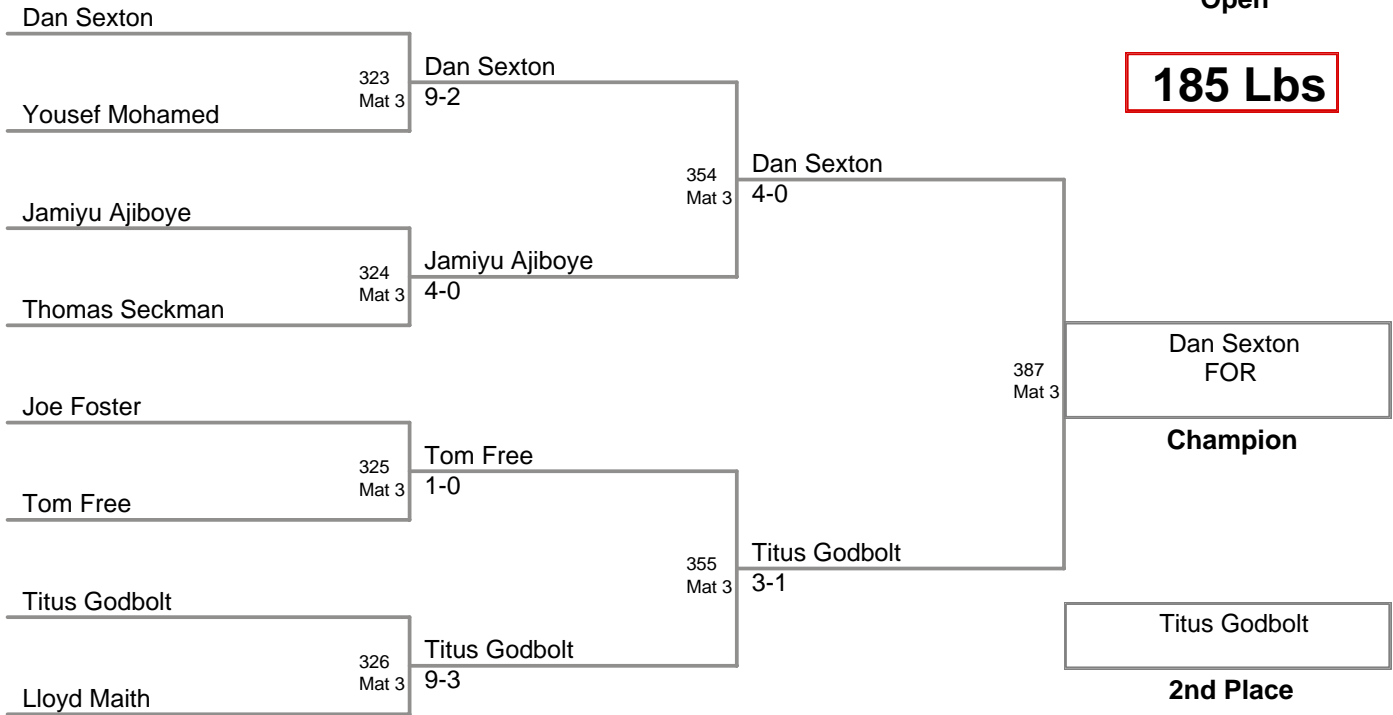 Open
185 Lbs
Dan Sexton
323
Mat 3
Dan Sexton
9-2
Yousef Mohamed
354
Mat 3
Dan Sexton
4-0
Jamiyu Ajiboye
324
Mat 3
Jamiyu Ajiboye
4-0
Thomas Seckman
387
Mat 3
Dan Sexton
FOR
Champion
Joe Foster
325
Mat 3
Tom Free
1-0
Tom Free
355
Mat 3
Titus Godbolt
3-1
Titus Godbolt
326
Mat 3
Titus Godbolt
9-3
Lloyd Maith
Titus Godbolt
2nd Place